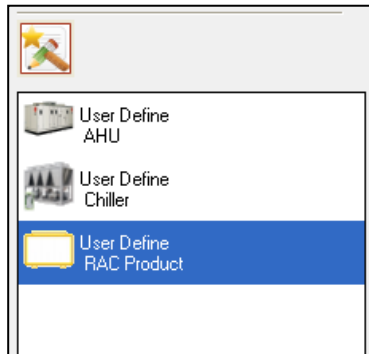 User Define
AHU
User Define
Chiller
User Define
RAC Product